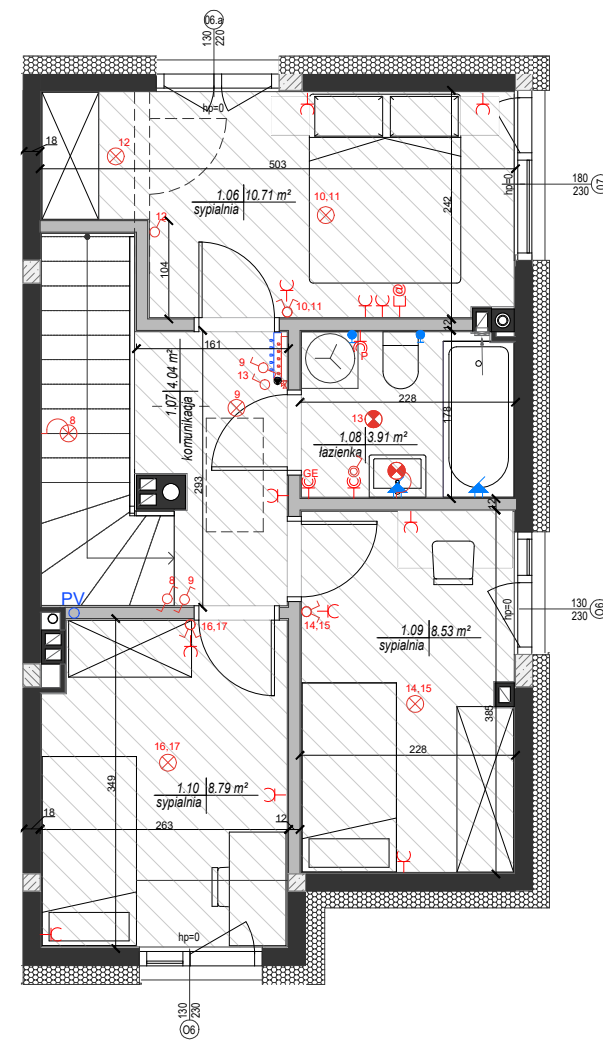 06.a
130
220
hp=0
12
18
503
180
230
07
hp=0
1.06 10.71 m²
sypialnia
10,11
242
12
104
10,11
@
12
161
9
13
1.07 4.04 m²
komunikacja
9
P
228
178
13
1.08 3.91 m²
łazienka
8
293
GE
12
PV
8
9
16,17
14,15
1.09 8.53 m²
sypialnia
hp=0
130
230
06
14,15
385
228
16,17
349
1.10 8.79 m²
sypialnia
18
263
12
hp=0
130
230
06